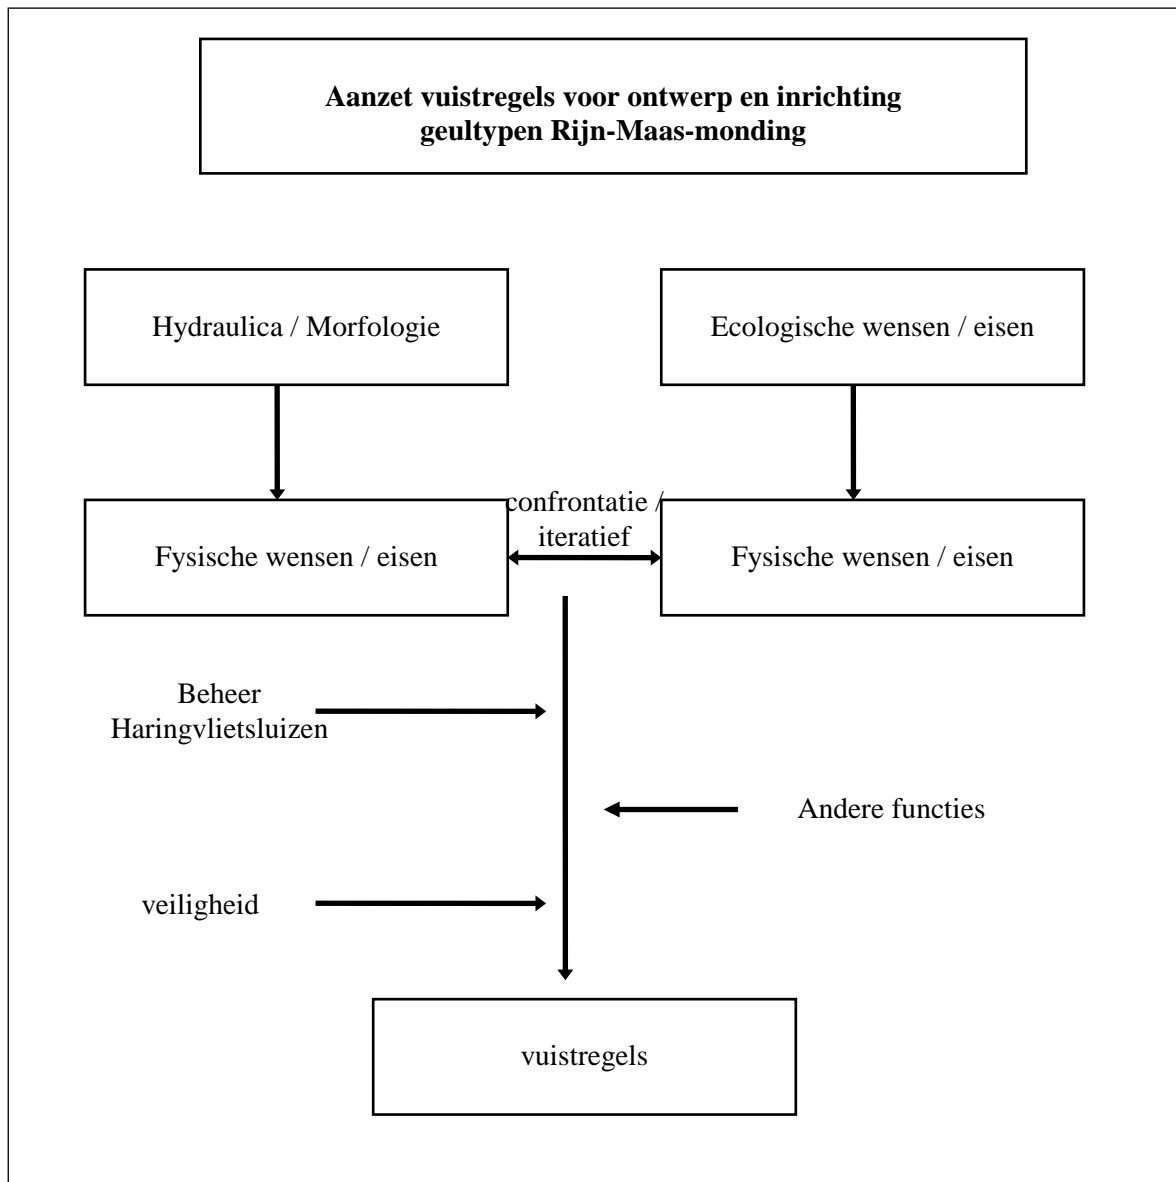 Aanzet vuistregels voor ontwerp en inrichting
geultypen Rijn-Maas-monding
Hydraulica / Morfologie
Ecologische wensen / eisen
confrontatie /
iteratief
Fysische wensen / eisen
Fysische wensen / eisen
Beheer
Haringvlietsluizen
Andere functies
veiligheid
vuistregels